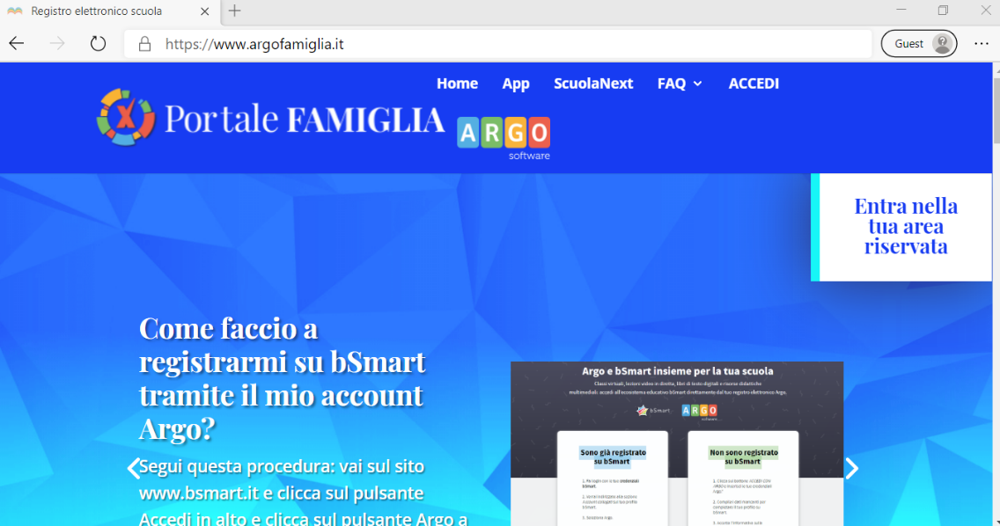 Registro elettronico scuola
https://www.argofamiglia.it
Guest
Home App ScuolaNext FAQ ACCEDI
Portale FAMIGLIA
ARGO
software
Entra nella
tua area
riservata
Come faccio a
registrarmi su bSmart
tramite il mio account
Argo?
Segui questa procedura: vai sul sito
www.bsmart.it e clicca sul pulsante
Accedi in alto e clicca sul pulsante Argo a
Argo e bSmart insieme per la tua scuola
Classi virtuali, lezioni video in diretta, libri di testo digitali e risorse didattiche
multimediali: accedi all'ecosistema educativo bSmart direttamente dal tuo registro elettronico Argo.
bSmart
ARGO
software
Sono già registrato
su bSmart
Non sono registrato
su bSmart